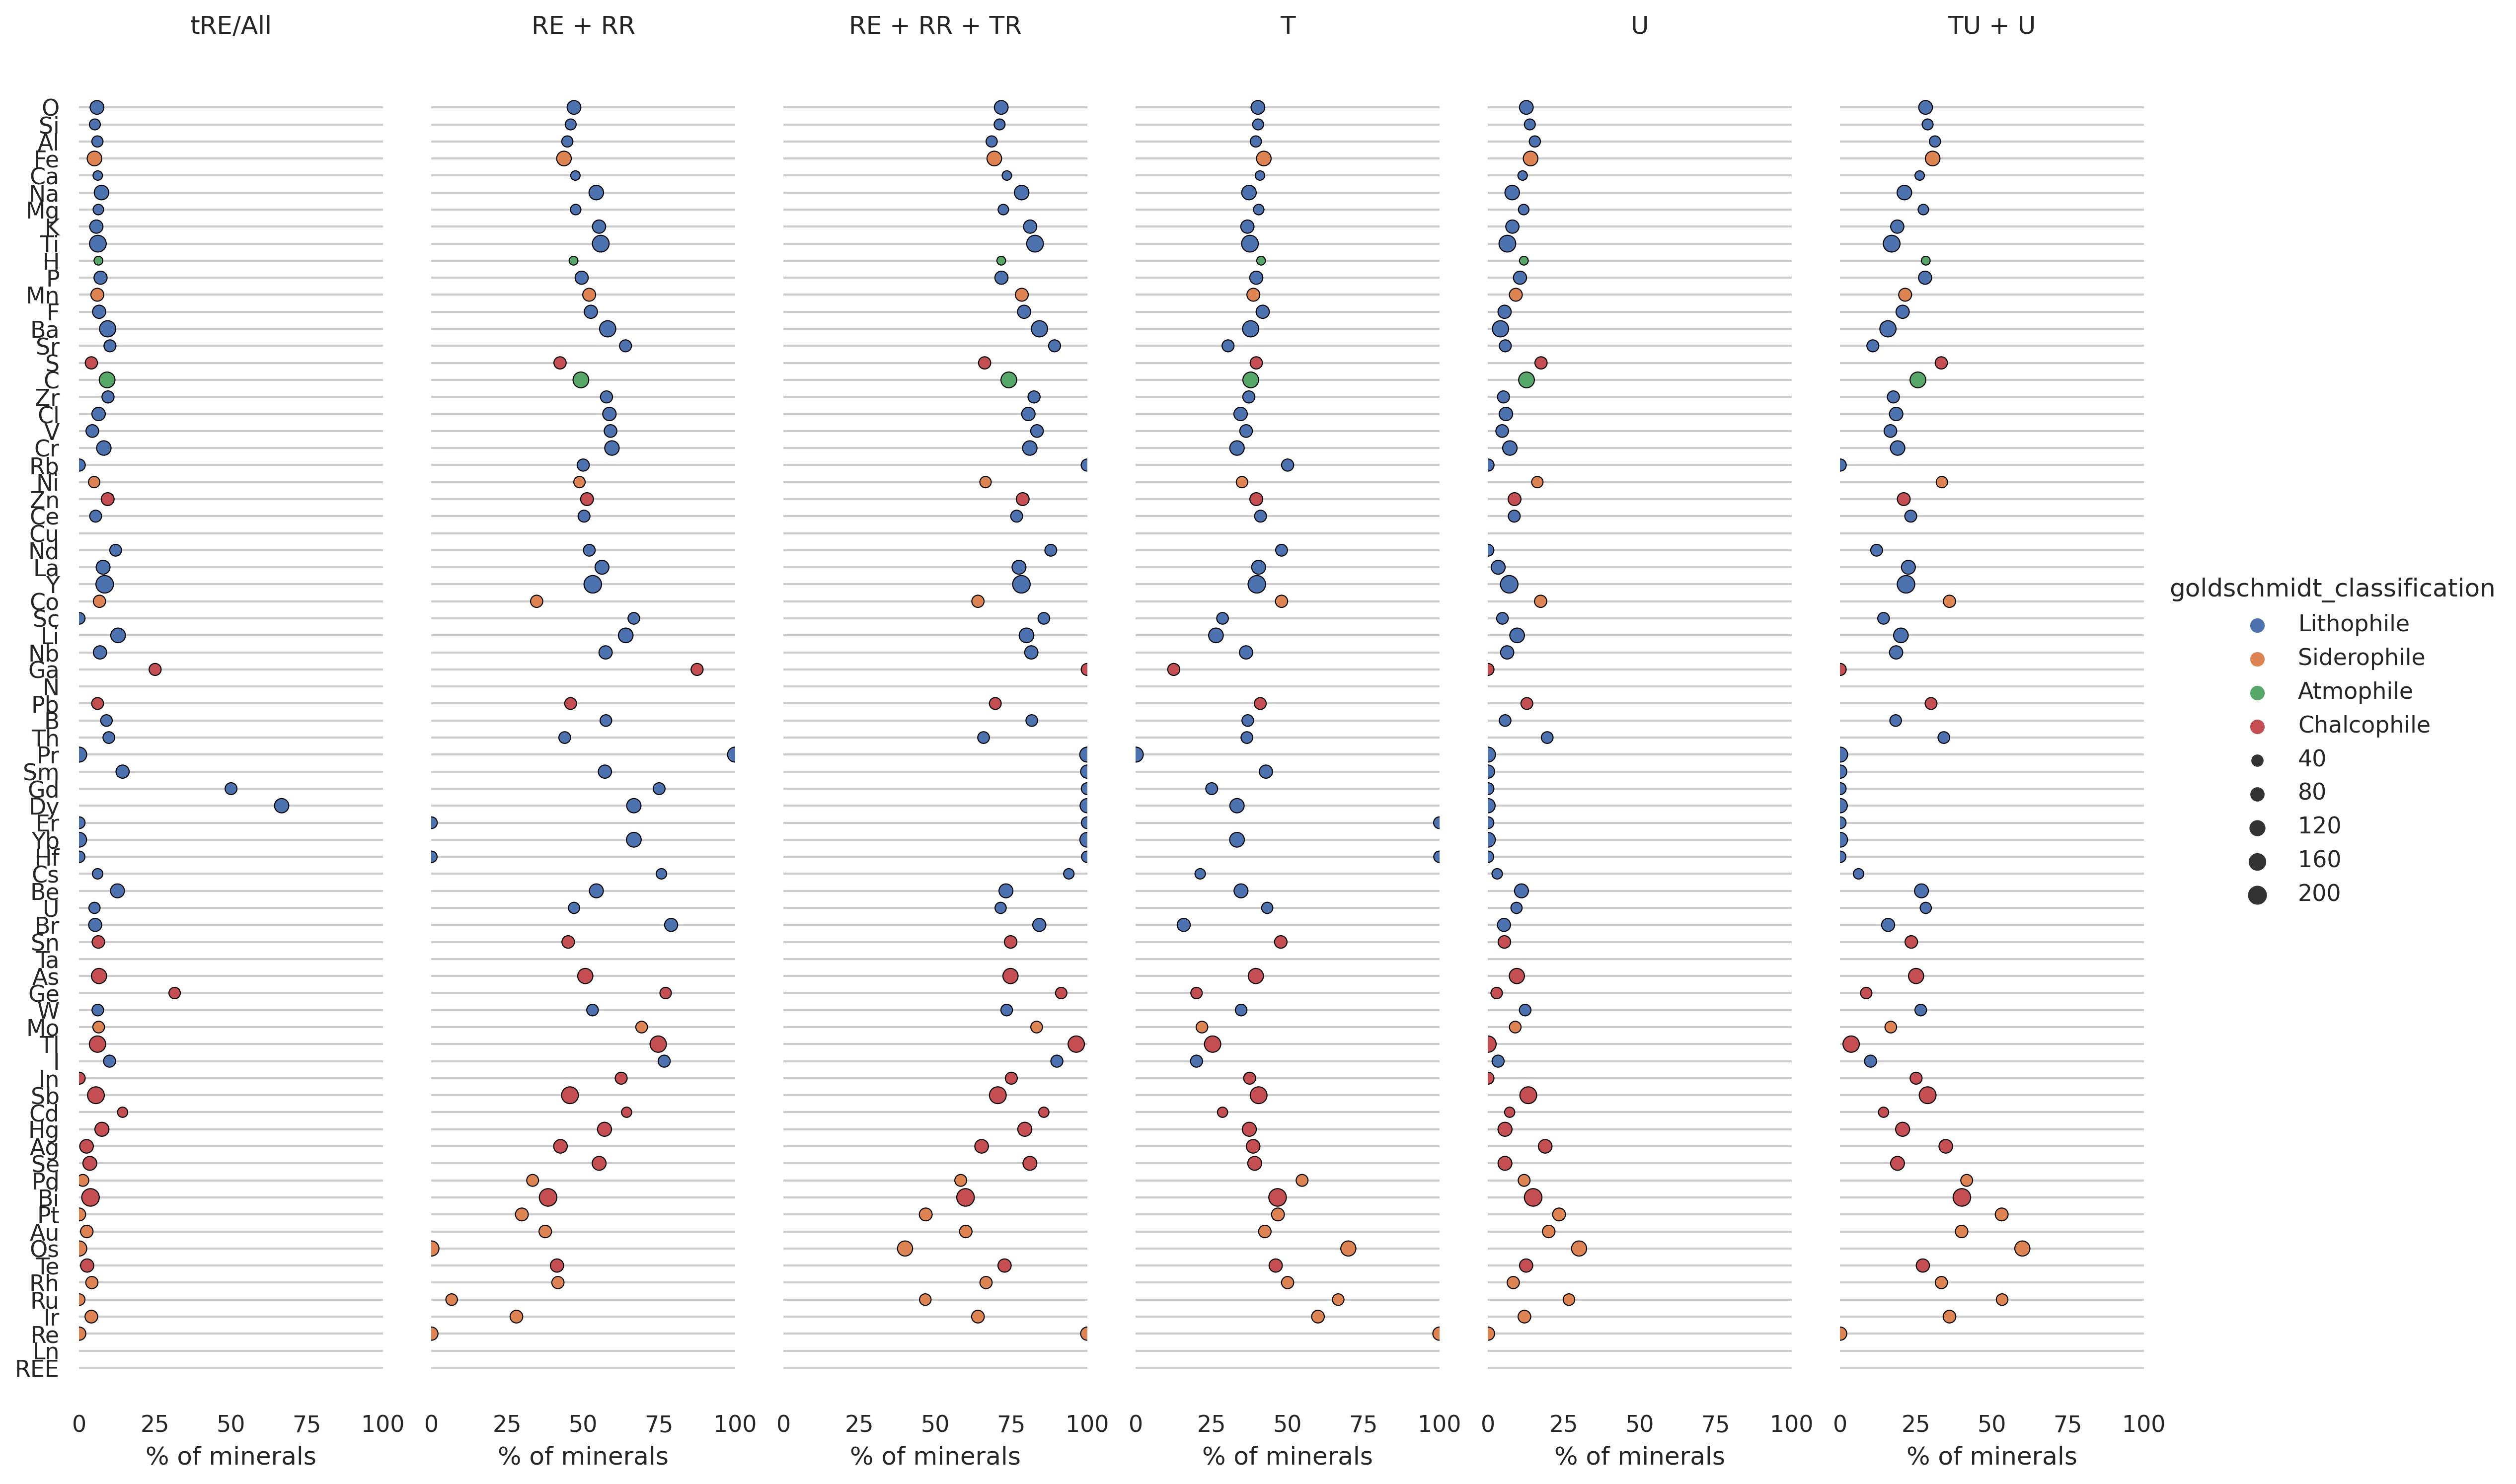 tRE/All RE + RR RE + RR + TR T U TU + U
O
Si
Al
Fe
Ca
Na
Mg
K
Ti
H
P
Mn
F
Ba
Sr
S
C
Zr
Cl
V
Cr
Rb
Ni
Zn
Ce
Cu
Nd
La
Y
Co
Sc
Li
Nb
Ga
N
Pb
B
Th
Pr
Sm
Gd
Dy
Er
Yb
Hf
Cs
Be
U
Br
Sn
Ta
As
Ge
W
Mo
Tl
I
In
Sb
Cd
Hg
Ag
Se
Pd
Bi
Pt
Au
Os
Te
Rh
Ru
Ir
Re
Ln
REE
0 25 50 75 100 0 25 50 75 100 0 25 50 75 100 0 25 50 75 100 0 25 50 75 100 0 25 50 75 100
% of minerals % of minerals % of minerals % of minerals % of minerals % of minerals
goldschmidt_classification
Lithophile
Siderophile
Atmophile
Chalcophile
40
80
120
160
200